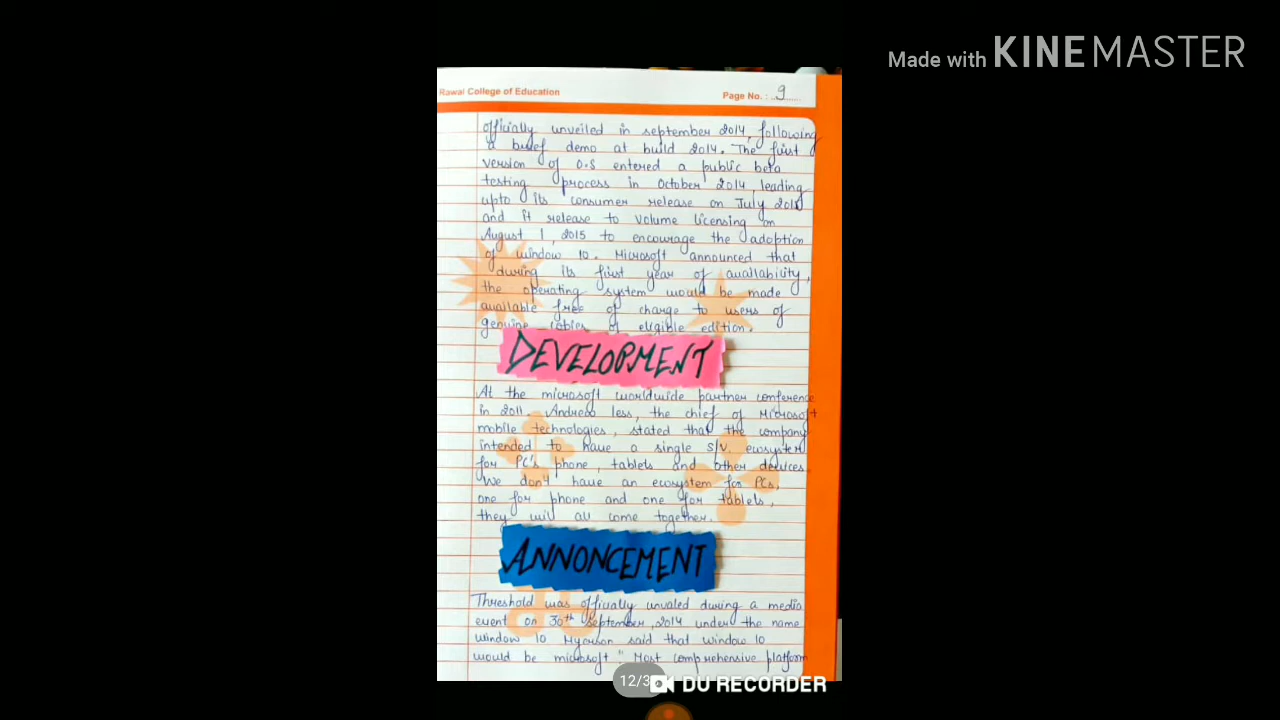 Made with KINEMASTER
Rawal College of Education Page No. : 9
officially unveiled in september 2014, following
a brief demo at build 2014. The first
version of O.S entered a public beta
testing process in October 2014, leading
upto its consumer release on July 2015
and it release to volume licensing on
August 1, 2015 to encourage the adoption
of window 10. Microsoft announced that
during its first year of availability,
the operating system would be made
available free of charge to users of
genuine copies of eligible edition.
DEVELOPMENT
At the microsoft worldwide partner conference
in 2011. Andrew less, the chief of Microsoft
mobile technologies, stated that the company
intended to have a single S/W. ecosystem
for PC's phone, tablets and other devices.
We don't have an ecosystem for PCs,
one for phone and one for tablets,
they will all come together.
ANNONCEMENT
Threshold was officially unvaled during a media
event on 30th september, 2014 under the name
window 10 Myerson said that window 10
would be microsoft "Most comprehensive platform
12/3
DU RECORDER